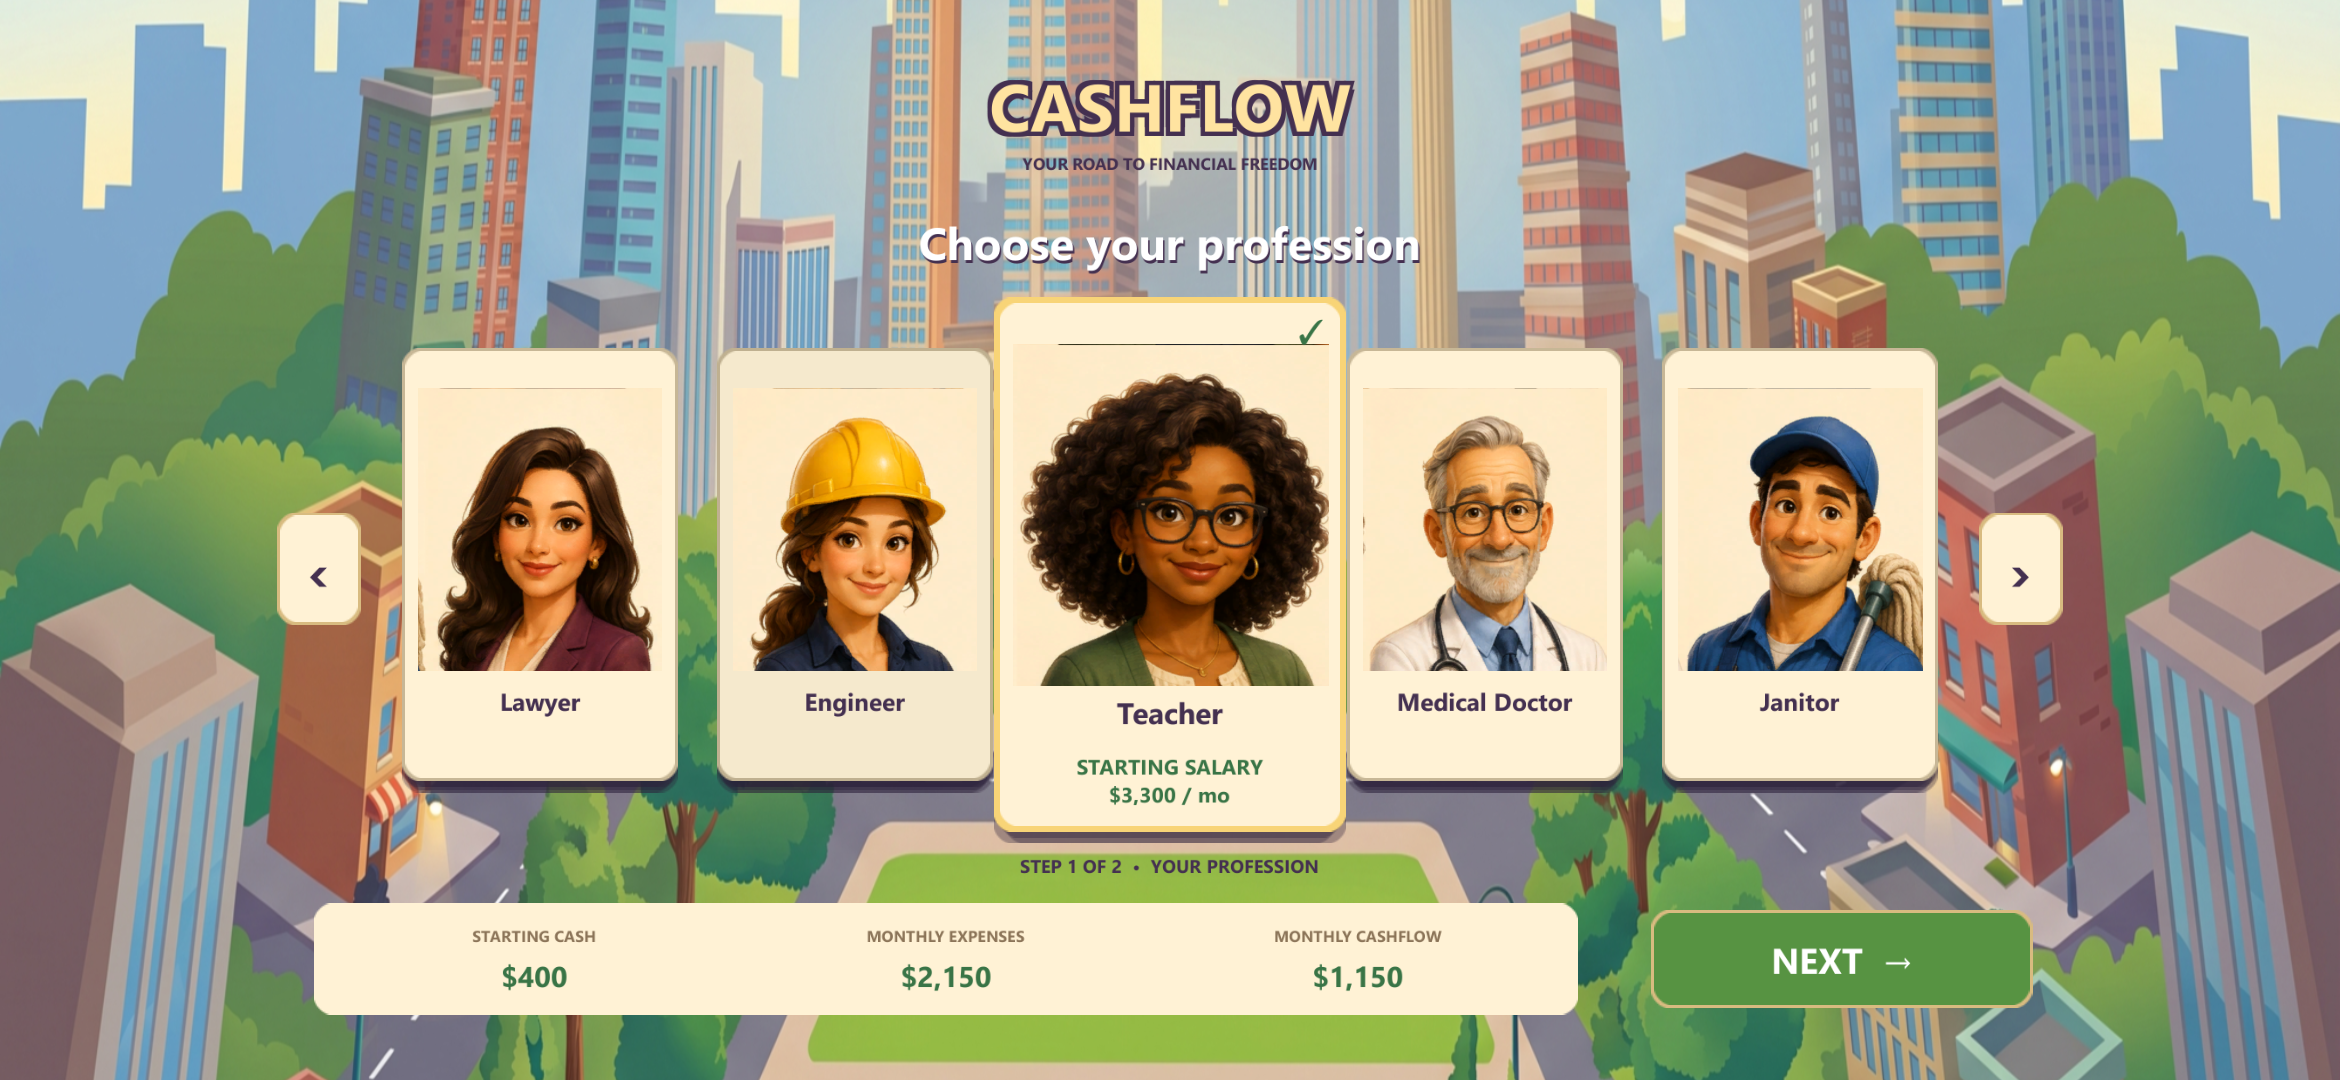 CASHFLOW
YOUR ROAD TO FINANCIAL FREEDOM
Choose your profession
✓
‹
Lawyer
Engineer
Teacher
STARTING SALARY
$3,300 / mo
Medical Doctor
Janitor
›
STEP 1 OF 2 • YOUR PROFESSION
STARTING CASH
$400
MONTHLY EXPENSES
$2,150
MONTHLY CASHFLOW
$1,150
NEXT →